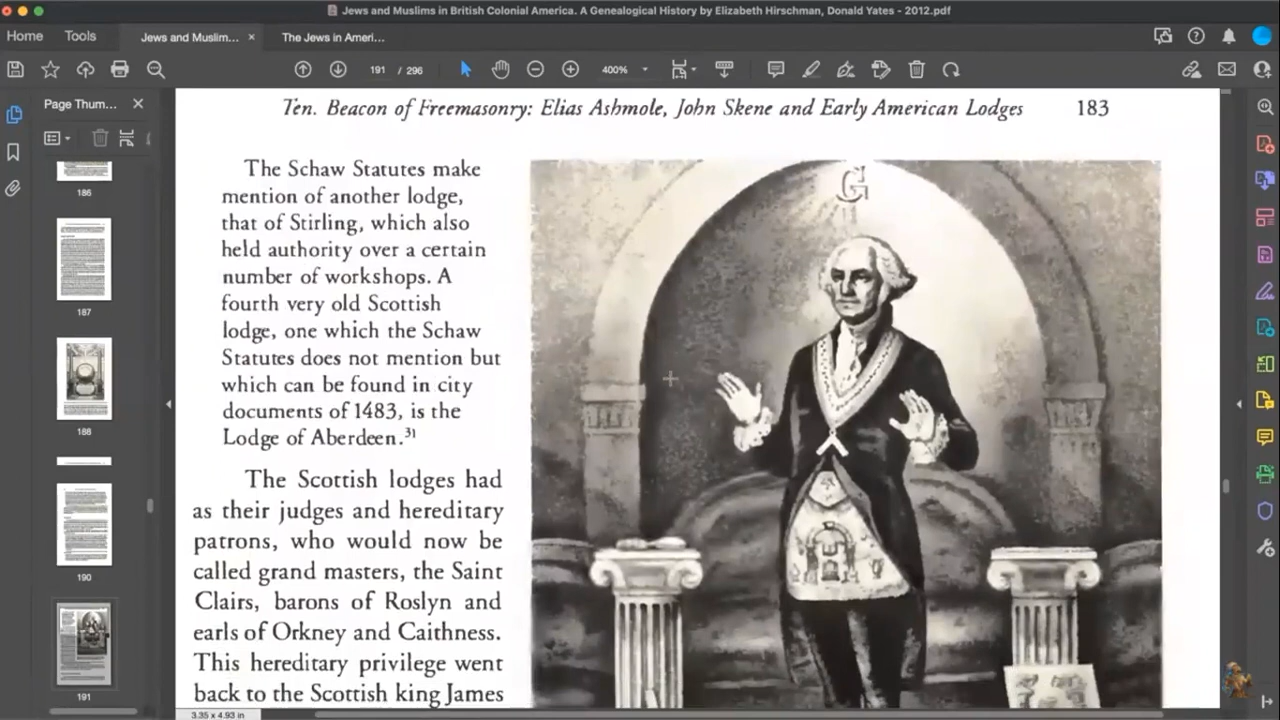 Jews and Muslims in British Colonial America. A Genealogical History by Elizabeth Hirschman, Donald Yates - 2012.pdf
Home Tools Jews and Muslim... × The Jews in Ameri...
191 / 296 400%
Page Thum...
Ten. Beacon of Freemasonry: Elias Ashmole, John Skene and Early American Lodges 183
The Schaw Statutes make
mention of another lodge,
that of Stirling, which also
held authority over a certain
number of workshops. A
fourth very old Scottish
lodge, one which the Schaw
Statutes does not mention but
which can be found in city
documents of 1483, is the
Lodge of Aberdeen.³¹
The Scottish lodges had
as their judges and hereditary
patrons, who would now be
called grand masters, the Saint
Clairs, barons of Roslyn and
earls of Orkney and Caithness.
This hereditary privilege went
back to the Scottish king James
G
186
187
188
190
191
3.35 x 4.93 in